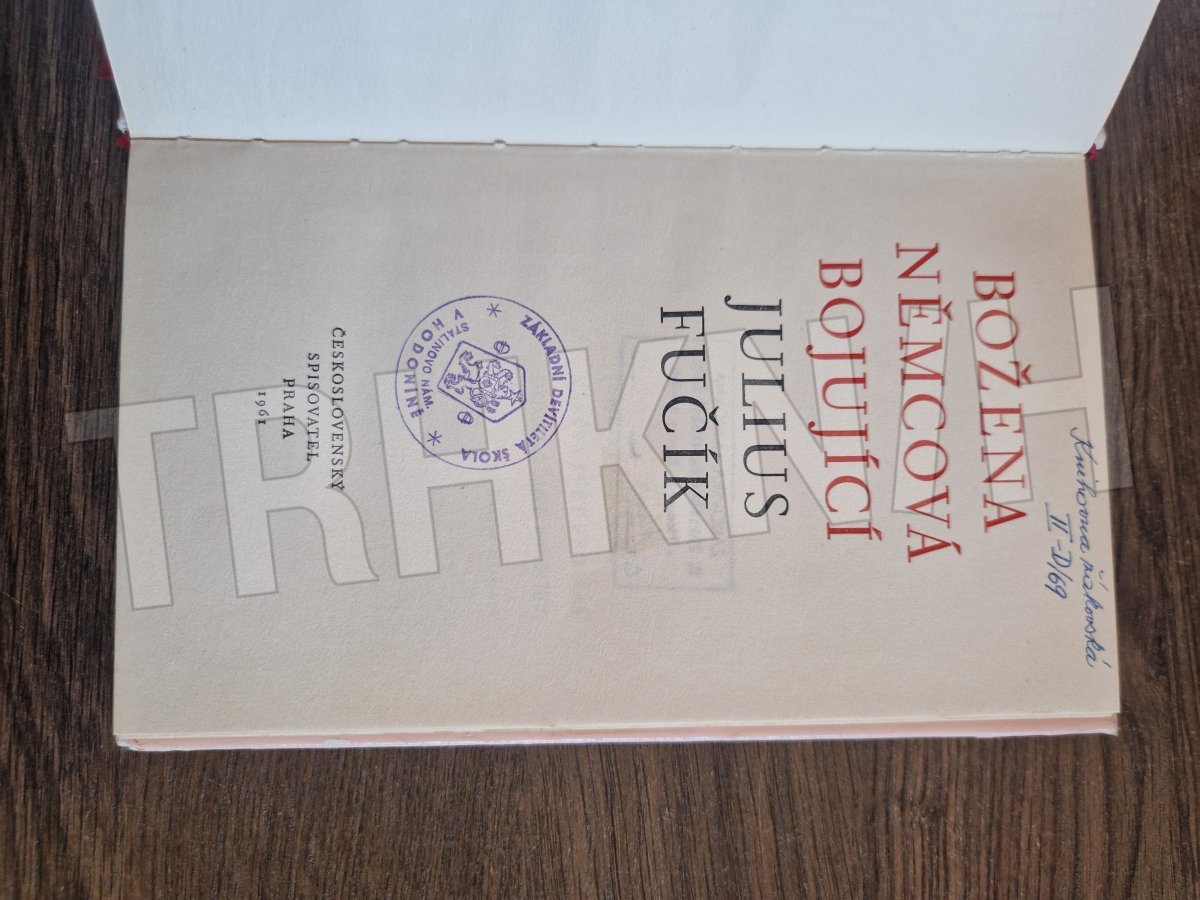 Knihovna žákovská
II-D/69
BOŽENA
NĚMCOVÁ
BOJUJÍCÍ
JULIUS
FUČÍK
ZÁKLADNÍ DEVÍTILETÁ ŠKOLA
STALINOVO NÁM.
V HODONÍNĚ
ČESKOSLOVENSKÝ
SPISOVATEL
PRAHA
1961